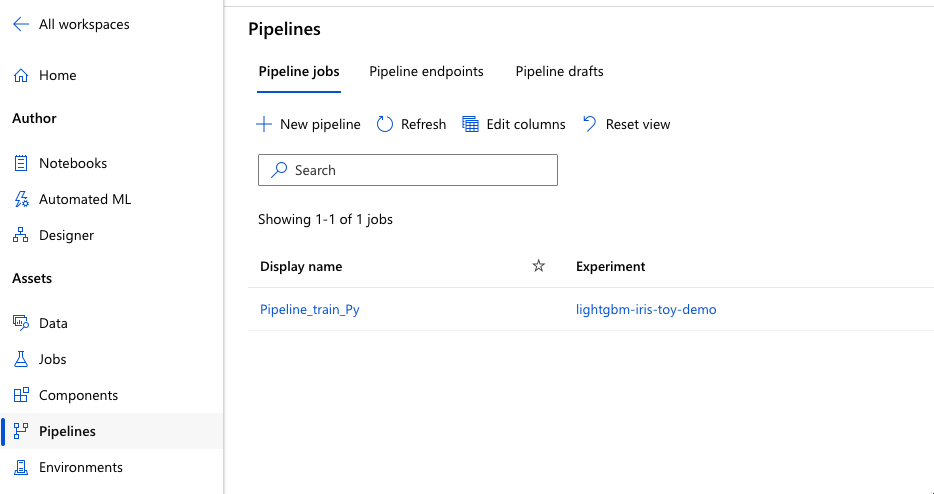 All workspaces
Home
Author
Notebooks
Automated ML
Designer
Assets
Data
Jobs
Components
Pipelines
Environments
Pipelines
Pipeline jobs Pipeline endpoints Pipeline drafts
New pipeline Refresh Edit columns Reset view
Search
Showing 1-1 of 1 jobs
Display name Experiment
Pipeline_train_Py lightgbm-iris-toy-demo